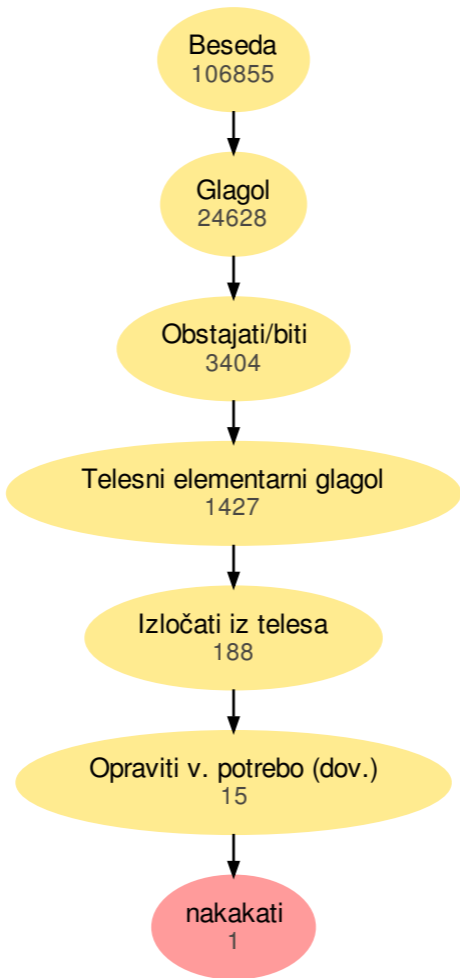 Beseda
106855
Glagol
24628
Obstajati/biti
3404
Telesni elementarni glagol
1427
Izločati iz telesa
188
Opraviti v. potrebo (dov.)
15
nakakati
1